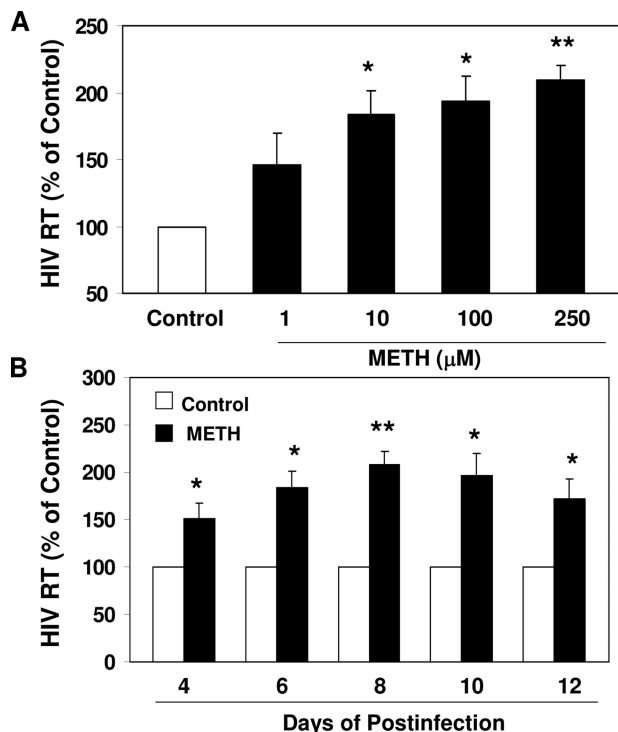 A
HIV RT (% of Control)
250
200
150
100
50
*
*
**
Control 1 10 100 250
METH (μM)
B
HIV RT (% of Control)
300
250
200
150
100
50
0
Control
METH
*
*
**
*
*
4 6 8 10 12
Days of Postinfection